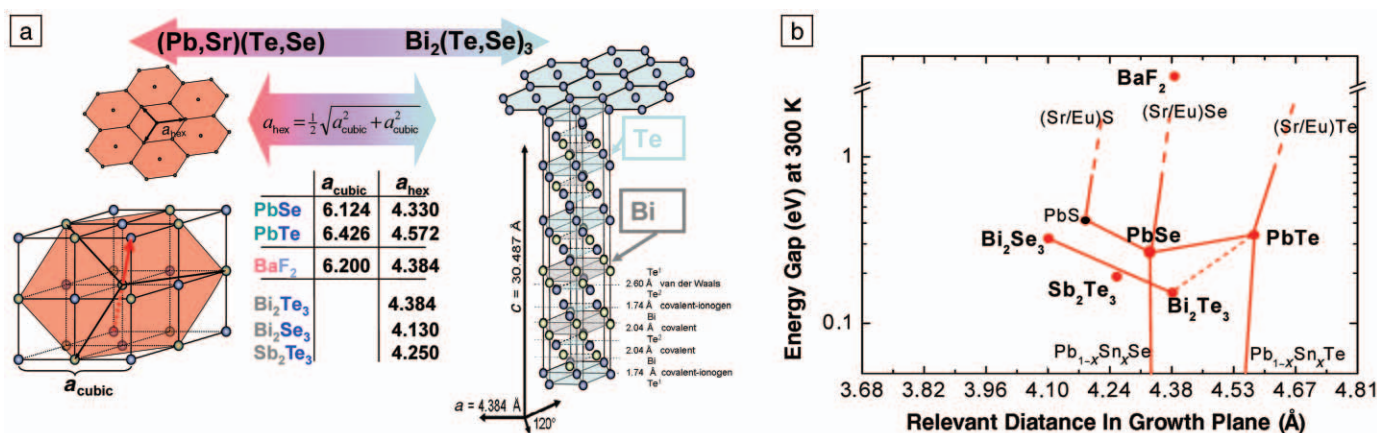 a
(Pb,Sr)(Te,Se)
Bi2(Te,Se)3
ahex
ahex = ½√a²cubic + a²cubic
acubic ahex
PbSe 6.124 4.330
PbTe 6.426 4.572
BaF2 6.200 4.384
Bi2Te3 4.384
Bi2Se3 4.130
Sb2Te3 4.250
acubic
Te
Bi
C = 30.487 Å
Te¹
2.60 Å van der Waals
Te²
1.74 Å covalent-ionogen
Bi
2.04 Å covalent
Te²
2.04 Å covalent
Bi
1.74 Å covalent-ionogen
Te¹
a = 4.384 Å
120°
b
Energy Gap (eV) at 300 K
1
0.1
BaF2
(Sr/Eu)S
(Sr/Eu)Se
(Sr/Eu)Te
PbS
Bi2Se3
PbSe
PbTe
Sb2Te3
Bi2Te3
Pb1-xSnxSe
Pb1-xSnxTe
3.68 3.82 3.96 4.10 4.24 4.38 4.53 4.67 4.81
Relevant Diatance In Growth Plane (Å)